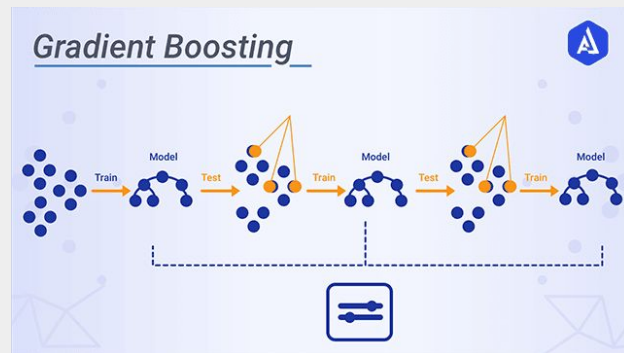 Gradient Boosting
Train
Model
Test
Train
Model
Test
Train
Model